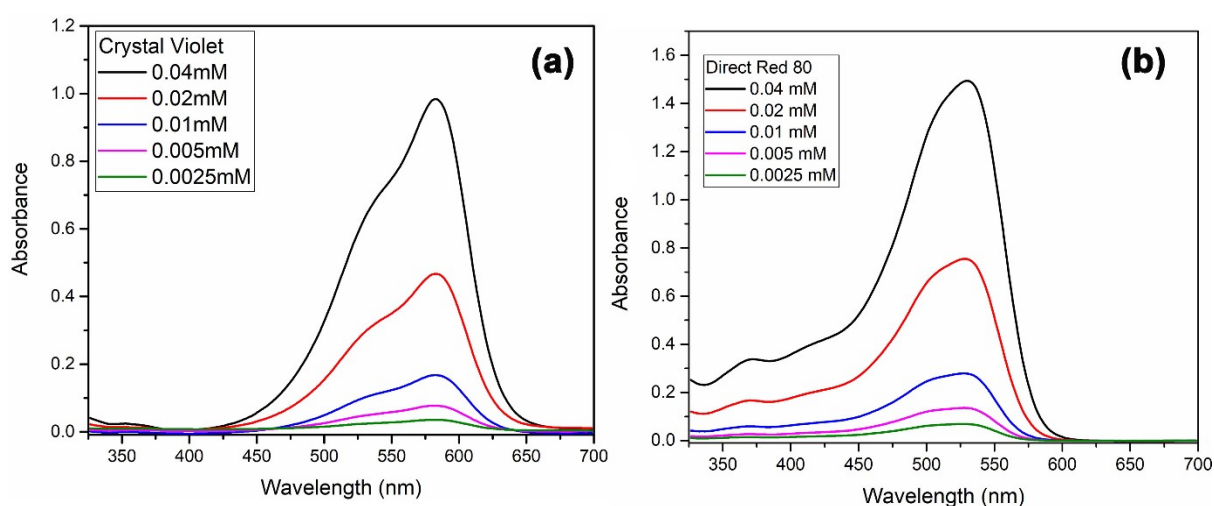 (a)
Crystal Violet
0.04mM
0.02mM
0.01mM
0.005mM
0.0025mM
1.2
1.0
0.8
0.6
0.4
0.2
0.0
Absorbance
350 400 450 500 550 600 650 700
Wavelength (nm)
(b)
Direct Red 80
0.04 mM
0.02 mM
0.01 mM
0.005 mM
0.0025 mM
1.6
1.4
1.2
1.0
0.8
0.6
0.4
0.2
0.0
Absorbance
350 400 450 500 550 600 650 700
Wavelength (nm)